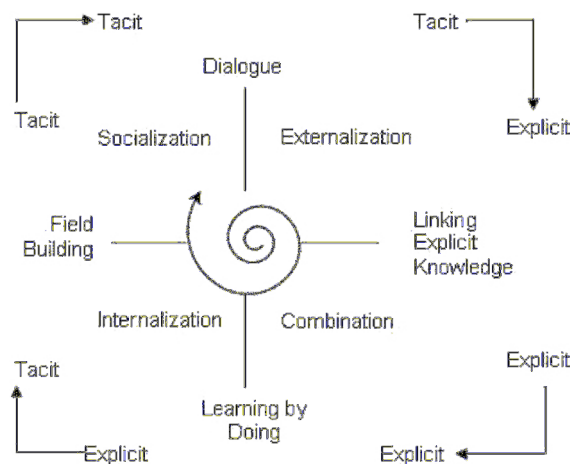 Tacit
Tacit
Dialogue
Tacit
Explicit
Socialization
Externalization
Field
Building
Linking
Explicit
Knowledge
Internalization
Combination
Tacit
Explicit
Learning by
Doing
Explicit
Explicit